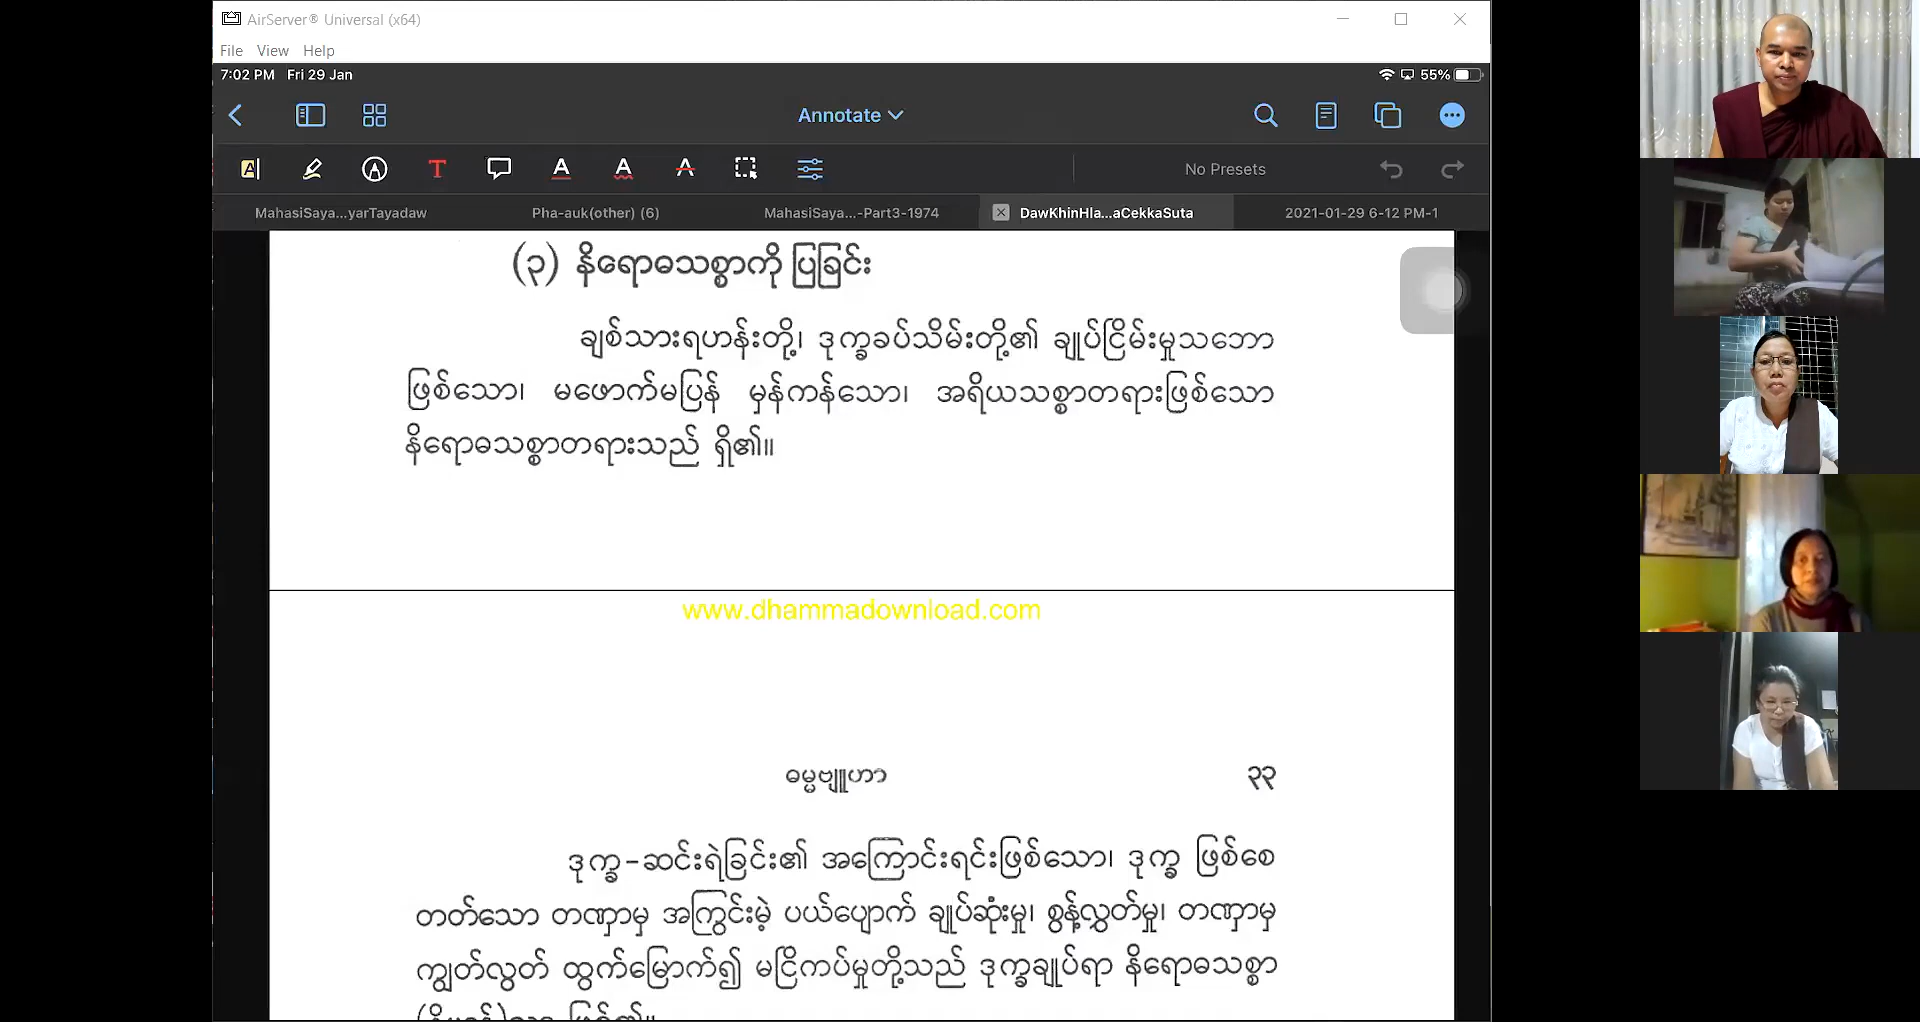 AirServer® Universal (x64)
File View Help
7:02 PM Fri 29 Jan
55%
Annotate
No Presets
MahasiSaya...yarTayadaw Pha-auk(other) (6) MahasiSaya...-Part3-1974 DawKhinHla...aCekkaSuta 2021-01-29 6-12 PM-1
(၃) နိရောဓသစ္စာကို ပြခြင်း
ချစ်သားရဟန်းတို့၊ ဒုက္ခခပ်သိမ်းတို့၏ ချုပ်ငြိမ်းမှုသဘော
ဖြစ်သော၊ မဖောက်မပြန် မှန်ကန်သော၊ အရိယသစ္စာတရားဖြစ်သော
နိရောဓသစ္စာတရားသည် ရှိ၏။
www.dhammadownload.com
ဓမ္မဗျူဟာ ၃၃
ဒုက္ခ-ဆင်းရဲခြင်း၏ အကြောင်းရင်းဖြစ်သော၊ ဒုက္ခ ဖြစ်စေ
တတ်သော တဏှာမှ အကြွင်းမဲ့ ပယ်ပျောက် ချုပ်ဆုံးမှု၊ စွန့်လွှတ်မှု၊ တဏှာမှ
ကျွတ်လွတ် ထွက်မြောက်၍ မငြိကပ်မှုတို့သည် ဒုက္ခချုပ်ရာ နိရောဓသစ္စာ